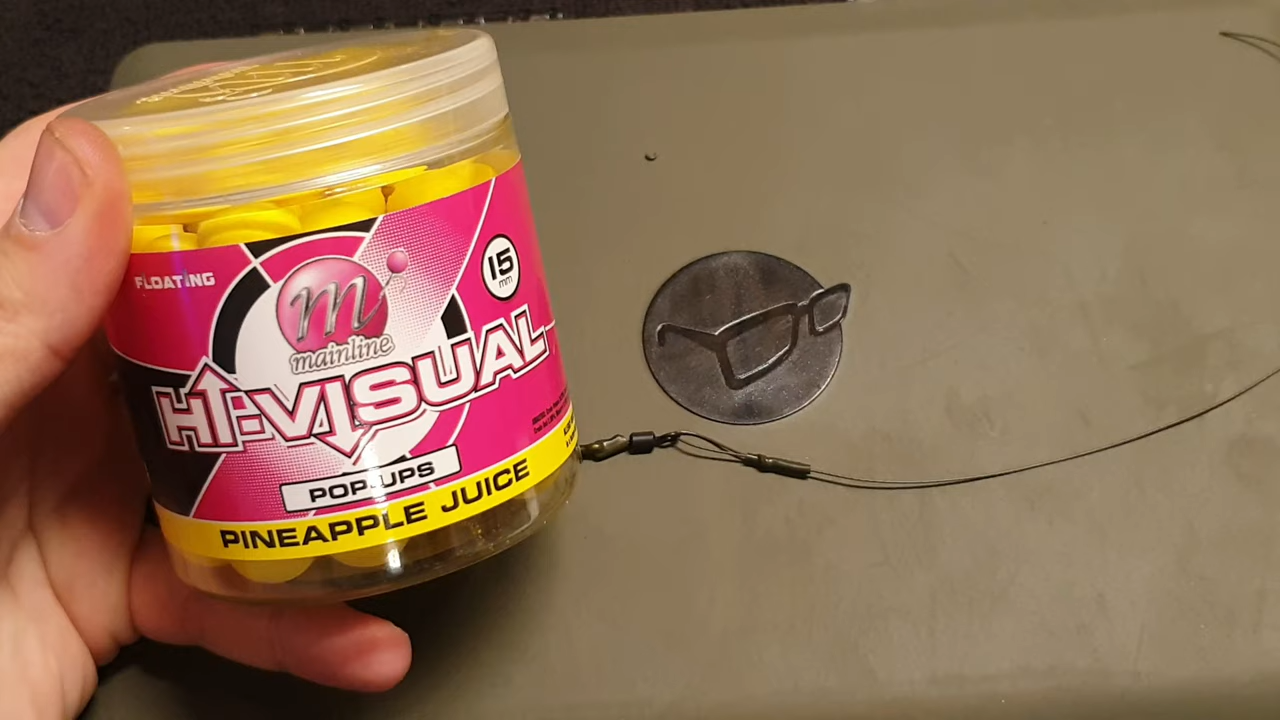 FLOATING
15
mm
m
mainline
HI-VISUAL
POP-UPS
PINEAPPLE JUICE